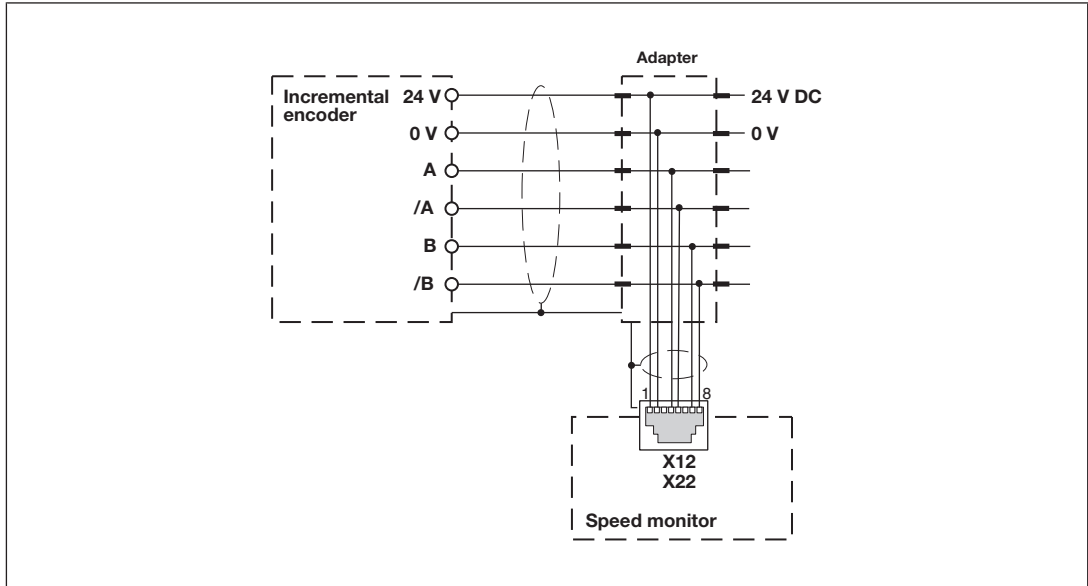 Adapter
Incremental encoder
24 V
24 V DC
0 V
0 V
A
/A
B
/B
1
8
X12
X22
Speed monitor